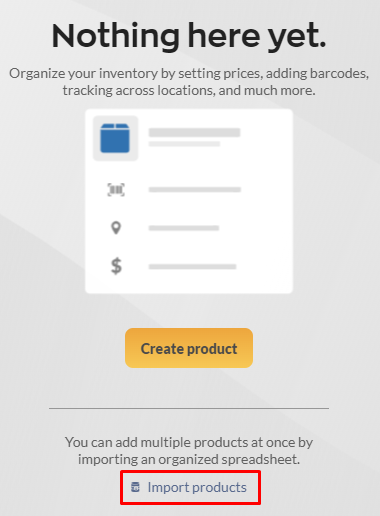 Nothing here yet.
Organize your inventory by setting prices, adding barcodes,
tracking across locations, and much more.
$
Create product
You can add multiple products at once by
importing an organized spreadsheet.
Import products